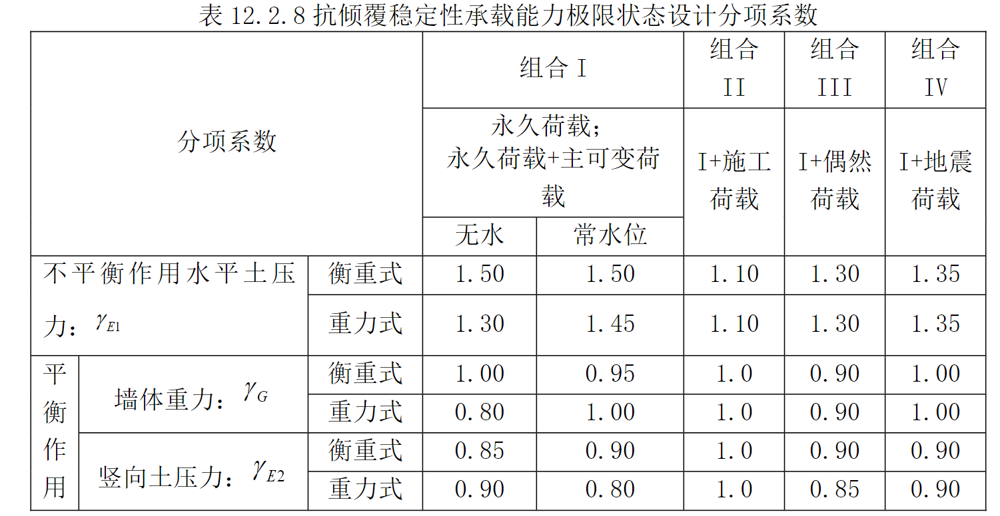 表 12.2.8 抗倾覆稳定性承载能力极限状态设计分项系数
分项系数 组合 I 组合 II 组合 III 组合 IV
永久荷载；
永久荷载+主可变荷
载
I+施工荷载 I+偶然荷载 I+地震荷载
无水 常水位
不平衡作用水平土压力：γE1 衡重式 1.50 1.50 1.10 1.30 1.35
重力式 1.30 1.45 1.10 1.30 1.35
平衡作用 墙体重力：γG 衡重式 1.00 0.95 1.0 0.90 1.00
重力式 0.80 1.00 1.0 0.90 1.00
竖向土压力：γE2 衡重式 0.85 0.90 1.0 0.90 0.90
重力式 0.90 0.80 1.0 0.85 0.90